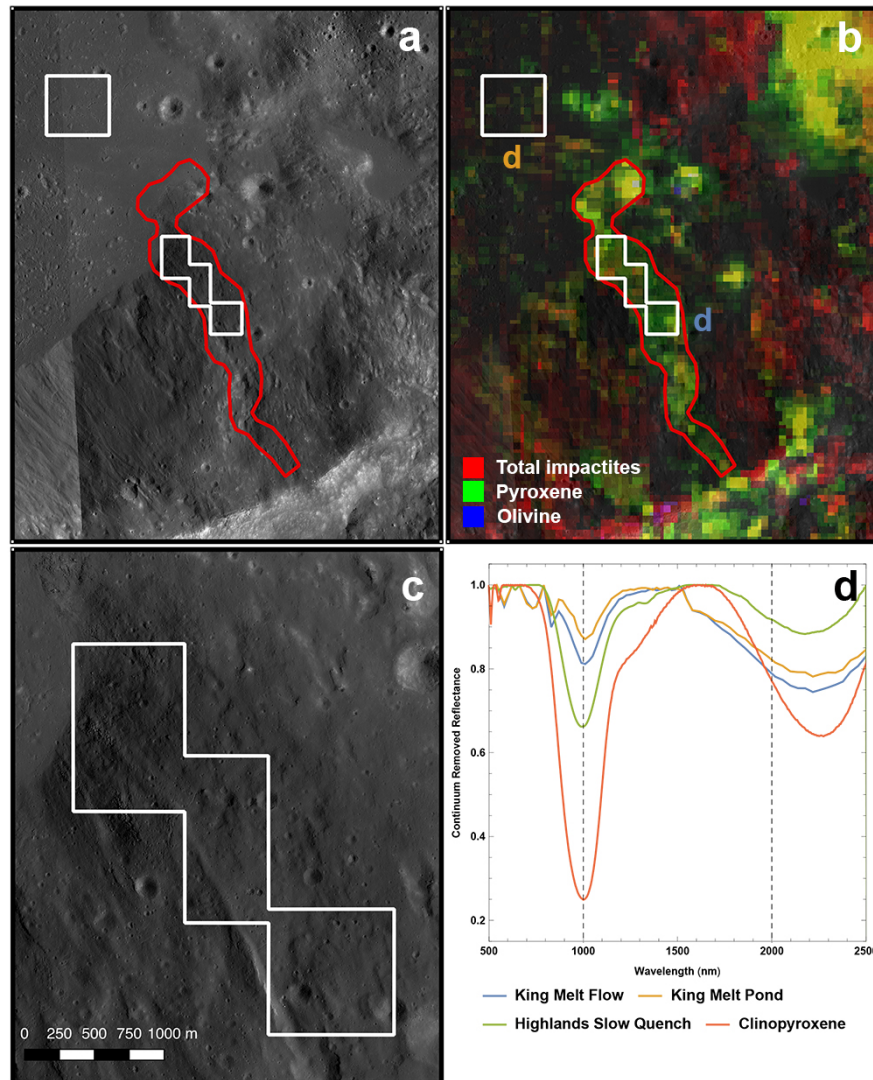 a
b
d
d
Total impactites
Pyroxene
Olivine
c
0 250 500 750 1000 m
d
Continuum Removed Reflectance
1.0
0.8
0.6
0.4
0.2
500 1000 1500 2000 2500
Wavelength (nm)
King Melt Flow King Melt Pond
Highlands Slow Quench Clinopyroxene